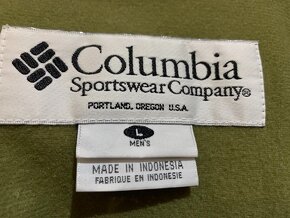 Columbia
Sportswear Company®
PORTLAND, OREGON U.S.A.
L
MEN'S
MADE IN INDONESIA
FABRIQUE EN INDONESIE